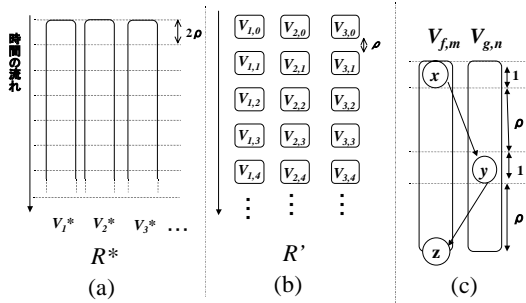 時間の流れ
2ρ
V1* V2* V3* ...
R*
(a)
V1,0 V2,0 V3,0
ρ
V1,1 V2,1 V3,1
V1,2 V2,2 V3,2
V1,3 V2,3 V3,3
V1,4 V2,4 V3,4
R’
(b)
Vf,m Vg,n
x
1
ρ
y
1
ρ
z
(c)